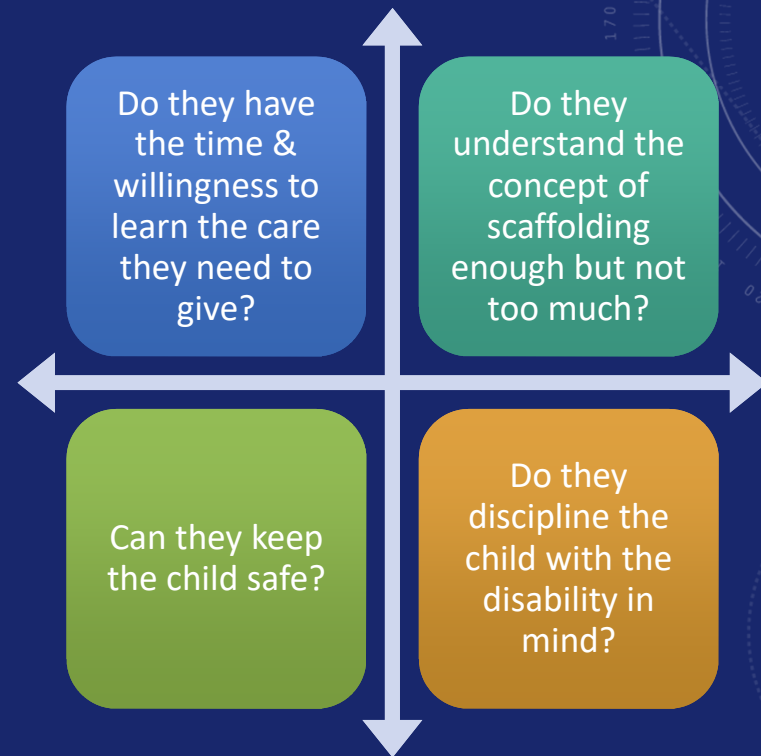 Do they have
the time &
willingness to
learn the care
they need to
give?
Do they
understand the
concept of
scaffolding
enough but not
too much?
Can they keep
the child safe?
Do they
discipline the
child with the
disability in
mind?
170